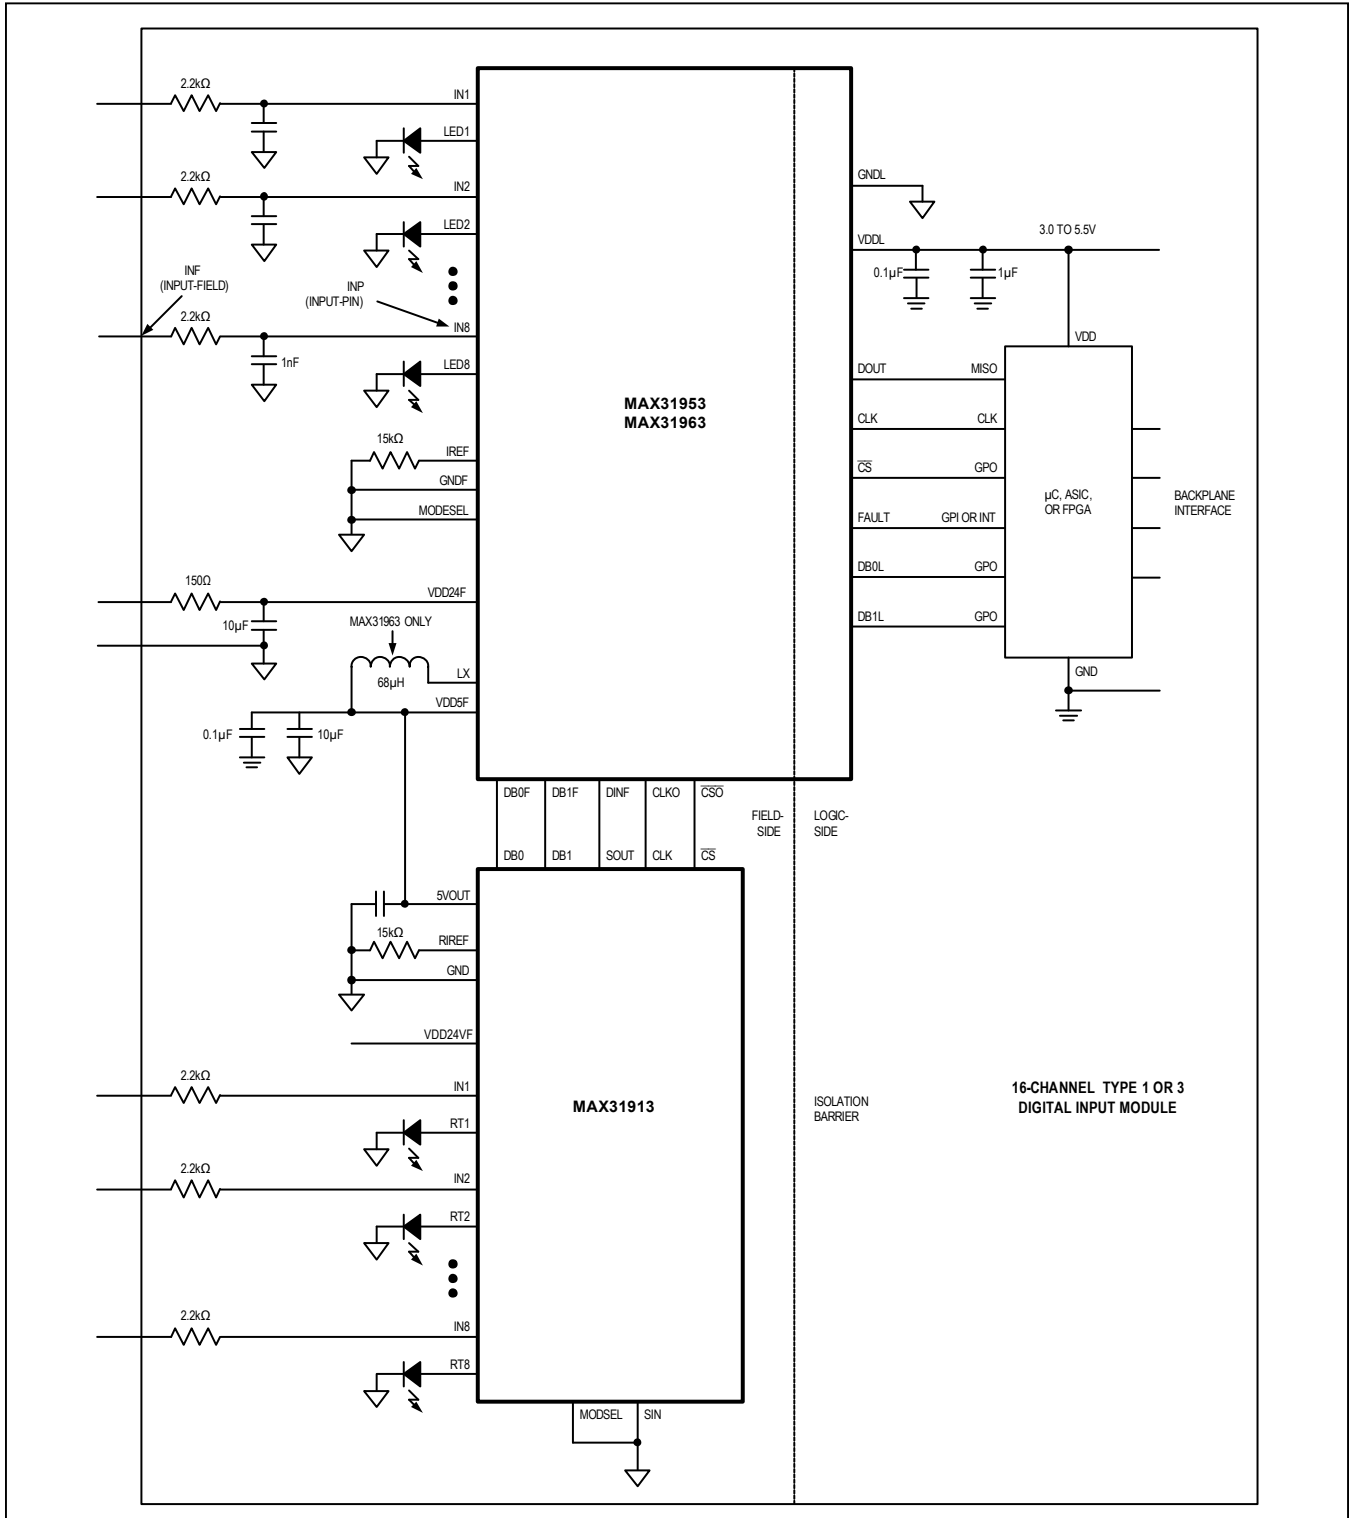 2.2kΩ
IN1
LED1
2.2kΩ
IN2
LED2
INF
(INPUT-FIELD)
INP
(INPUT-PIN)
2.2kΩ
IN8
1nF
LED8
MAX31953
MAX31963
15kΩ
IREF
GNDF
MODESEL
150Ω
VDD24F
10µF
MAX31963 ONLY
LX
68µH
VDD5F
0.1µF
10µF
GNDL
VDDL
3.0 TO 5.5V
0.1µF
1µF
VDD
DOUT
MISO
CLK
CLK
CS
GPO
FAULT
GPI OR INT
DB0L
GPO
DB1L
GPO
µC, ASIC,
OR FPGA
BACKPLANE
INTERFACE
GND
DB0F
DB1F
DINF
CLKO
CSO
FIELD-
SIDE
LOGIC-
SIDE
DB0
DB1
SOUT
CLK
CS
5VOUT
15kΩ
RIREF
GND
VDD24VF
2.2kΩ
IN1
RT1
2.2kΩ
IN2
RT2
2.2kΩ
IN8
RT8
MAX31913
MODSEL
SIN
ISOLATION
BARRIER
16-CHANNEL TYPE 1 OR 3
DIGITAL INPUT MODULE